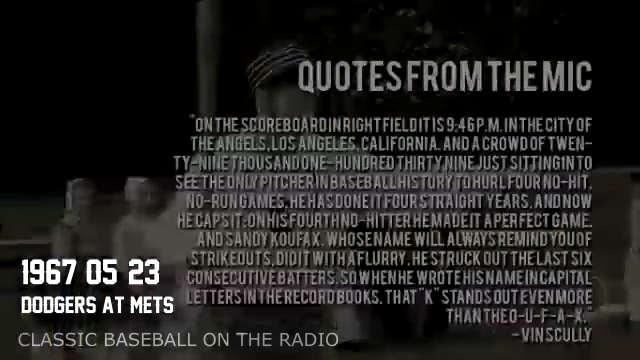 QUOTES FROM THE MIC
"ON THE SCOREBOARD IN RIGHT FIELD IT IS 9:46 P.M. IN THE CITY OF
THE ANGELS, LOS ANGELES, CALIFORNIA. AND A CROWD OF TWEN-
TY-NINE THOUSAND ONE-HUNDRED THIRTY NINE JUST SITTING IN TO
SEE THE ONLY PITCHER IN BASEBALL HISTORY TO HURL FOUR NO-HIT,
NO-RUN GAMES. HE HAS DONE IT FOUR STRAIGHT YEARS, AND NOW
HE CAPS IT: ON HIS FOURTH NO-HITTER HE MADE IT A PERFECT GAME.
AND SANDY KOUFAX, WHOSE NAME WILL ALWAYS REMIND YOU OF
STRIKEOUTS, DID IT WITH A FLURRY. HE STRUCK OUT THE LAST SIX
CONSECUTIVE BATTERS. SO WHEN HE WROTE HIS NAME IN CAPITAL
LETTERS IN THE RECORD BOOKS, THAT "K" STANDS OUT EVEN MORE
THAN THE O-U-F-A-X."
-VIN SCULLY
1967 05 23
DODGERS AT METS
CLASSIC BASEBALL ON THE RADIO